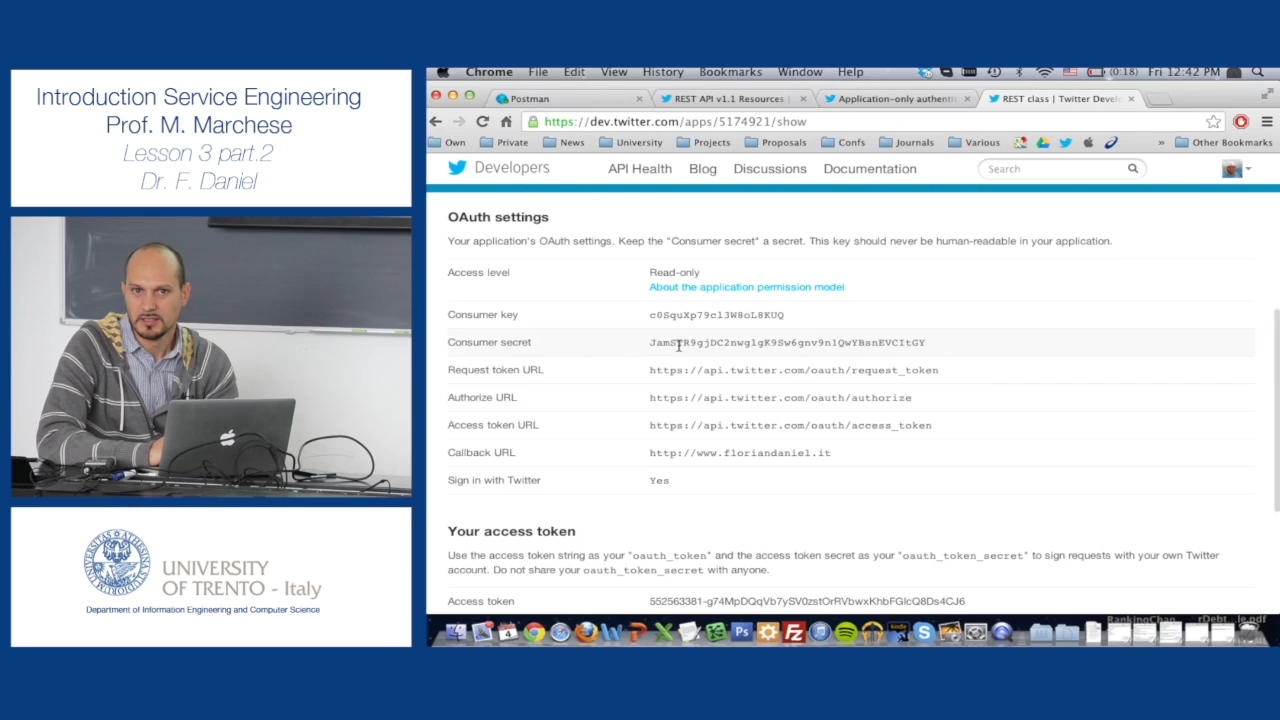 Introduction Service Engineering
Prof. M. Marchese
Lesson 3 part.2
Dr. F. Daniel
UNIVERSITY
OF TRENTO - Italy
Department of Information Engineering and Computer Science
Chrome File Edit View History Bookmarks Window Help (0:18) Fri 12:42 PM
Postman
REST API v1.1 Resources
Application-only authenti
REST class | Twitter Devel
https://dev.twitter.com/apps/5174921/show
Own Private News University Projects Proposals Confs Journals Various » Other Bookmarks
Developers API Health Blog Discussions Documentation Search
OAuth settings
Your application's OAuth settings. Keep the "Consumer secret" a secret. This key should never be human-readable in your application.
Access level Read-only
About the application permission model
Consumer key c0SquXp79cl3W8oL8KUQ
Consumer secret
Request token URL https://api.twitter.com/oauth/request_token
Authorize URL https://api.twitter.com/oauth/authorize
Access token URL https://api.twitter.com/oauth/access_token
Callback URL http://www.floriandaniel.it
Sign in with Twitter Yes
Your access token
Use the access token string as your "oauth_token" and the access token secret as your "oauth_token_secret" to sign requests with your own Twitter
account. Do not share your oauth_token_secret with anyone.
Access token 552563381-g74MpDQqVb7ySV0zstOrRVbwxKhbFGlcQ8Ds4CJ6